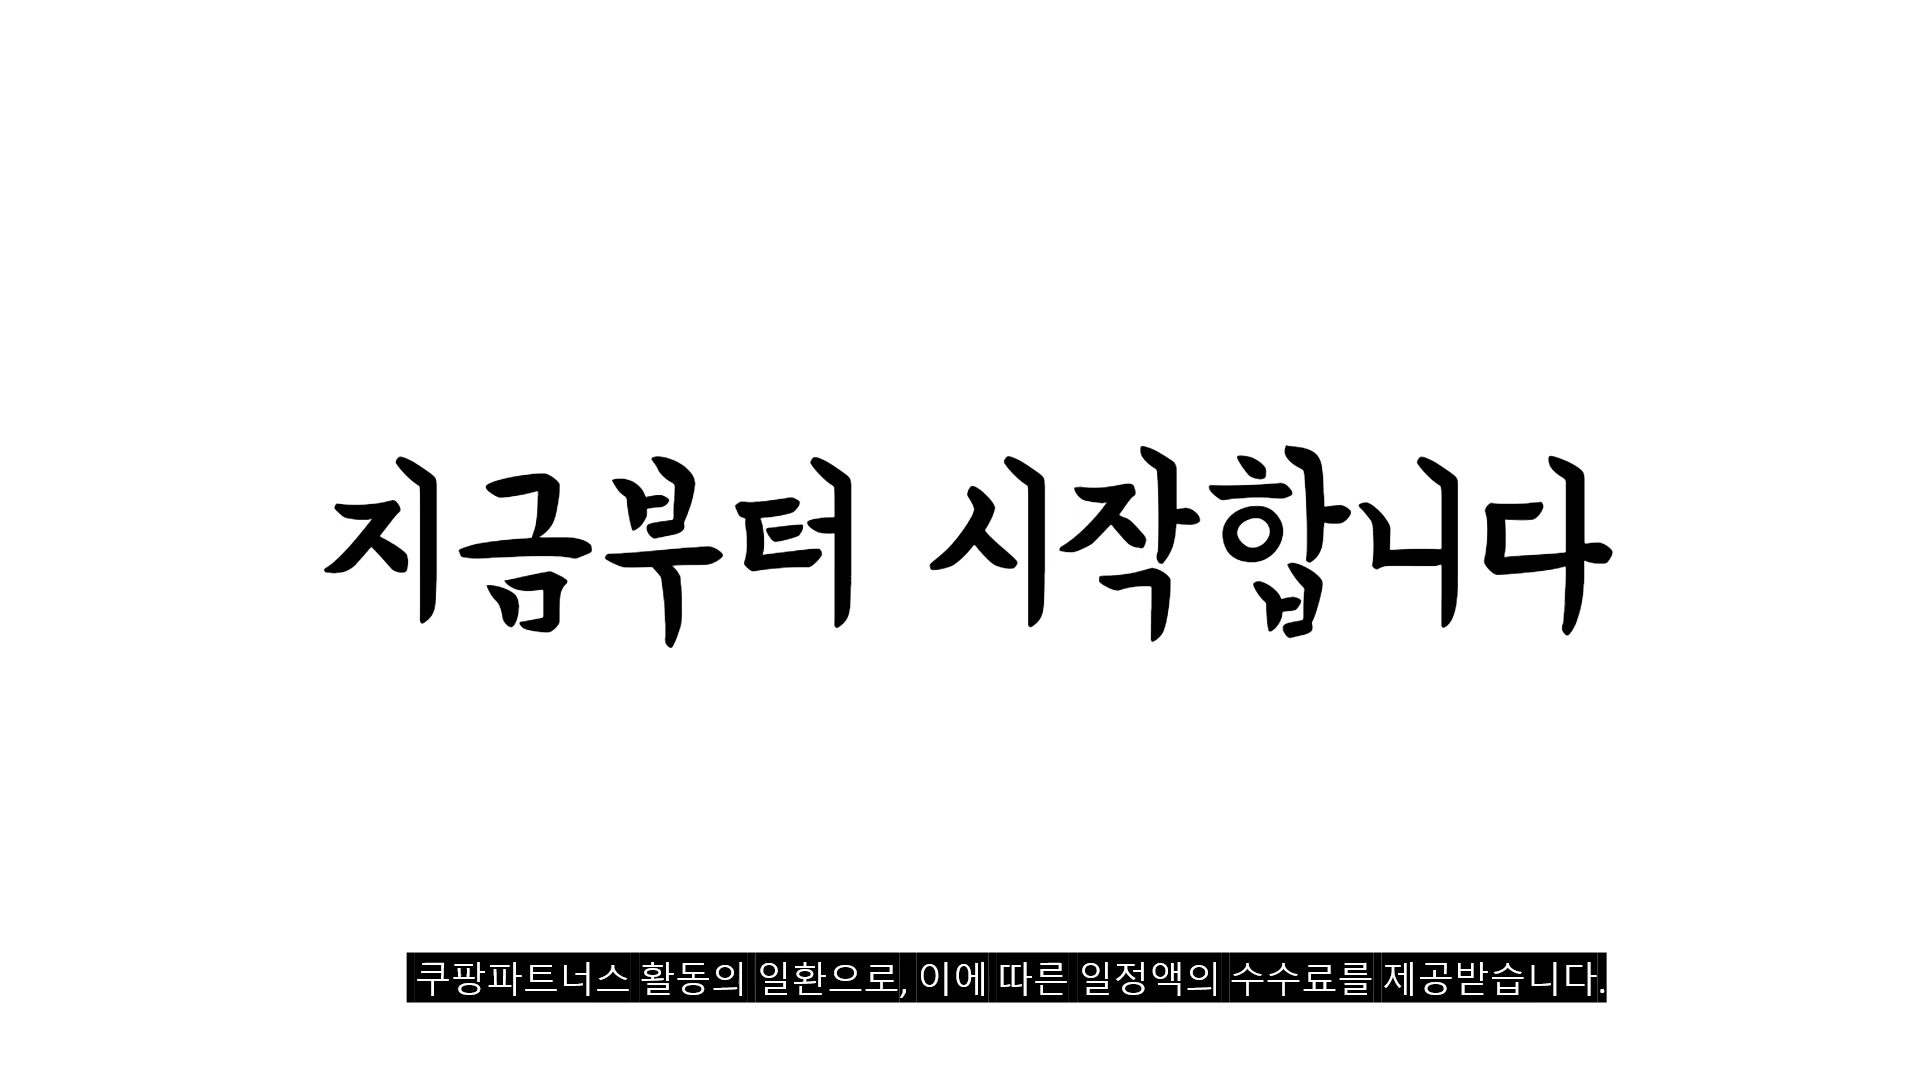 지금부터 시작합니다
쿠팡파트너스 활동의 일환으로, 이에 따른 일정액의 수수료를 제공받습니다.